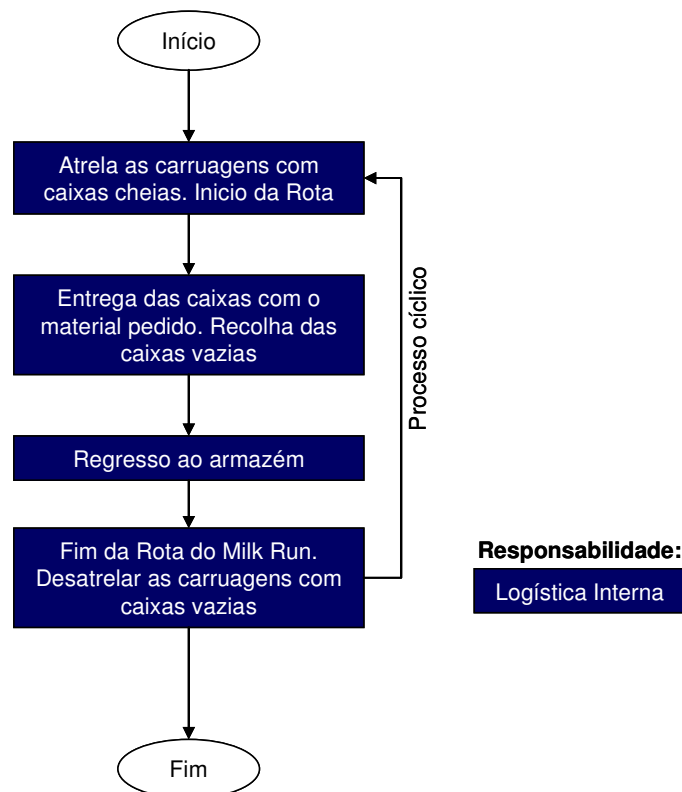 Início
Atrela as carruagens com
caixas cheias. Inicio da Rota
Entrega das caixas com o
material pedido. Recolha das
caixas vazias
Processo cíclico
Regresso ao armazém
Fim da Rota do Milk Run.
Desatrelar as carruagens com
caixas vazias
Responsabilidade:
Logística Interna
Fim